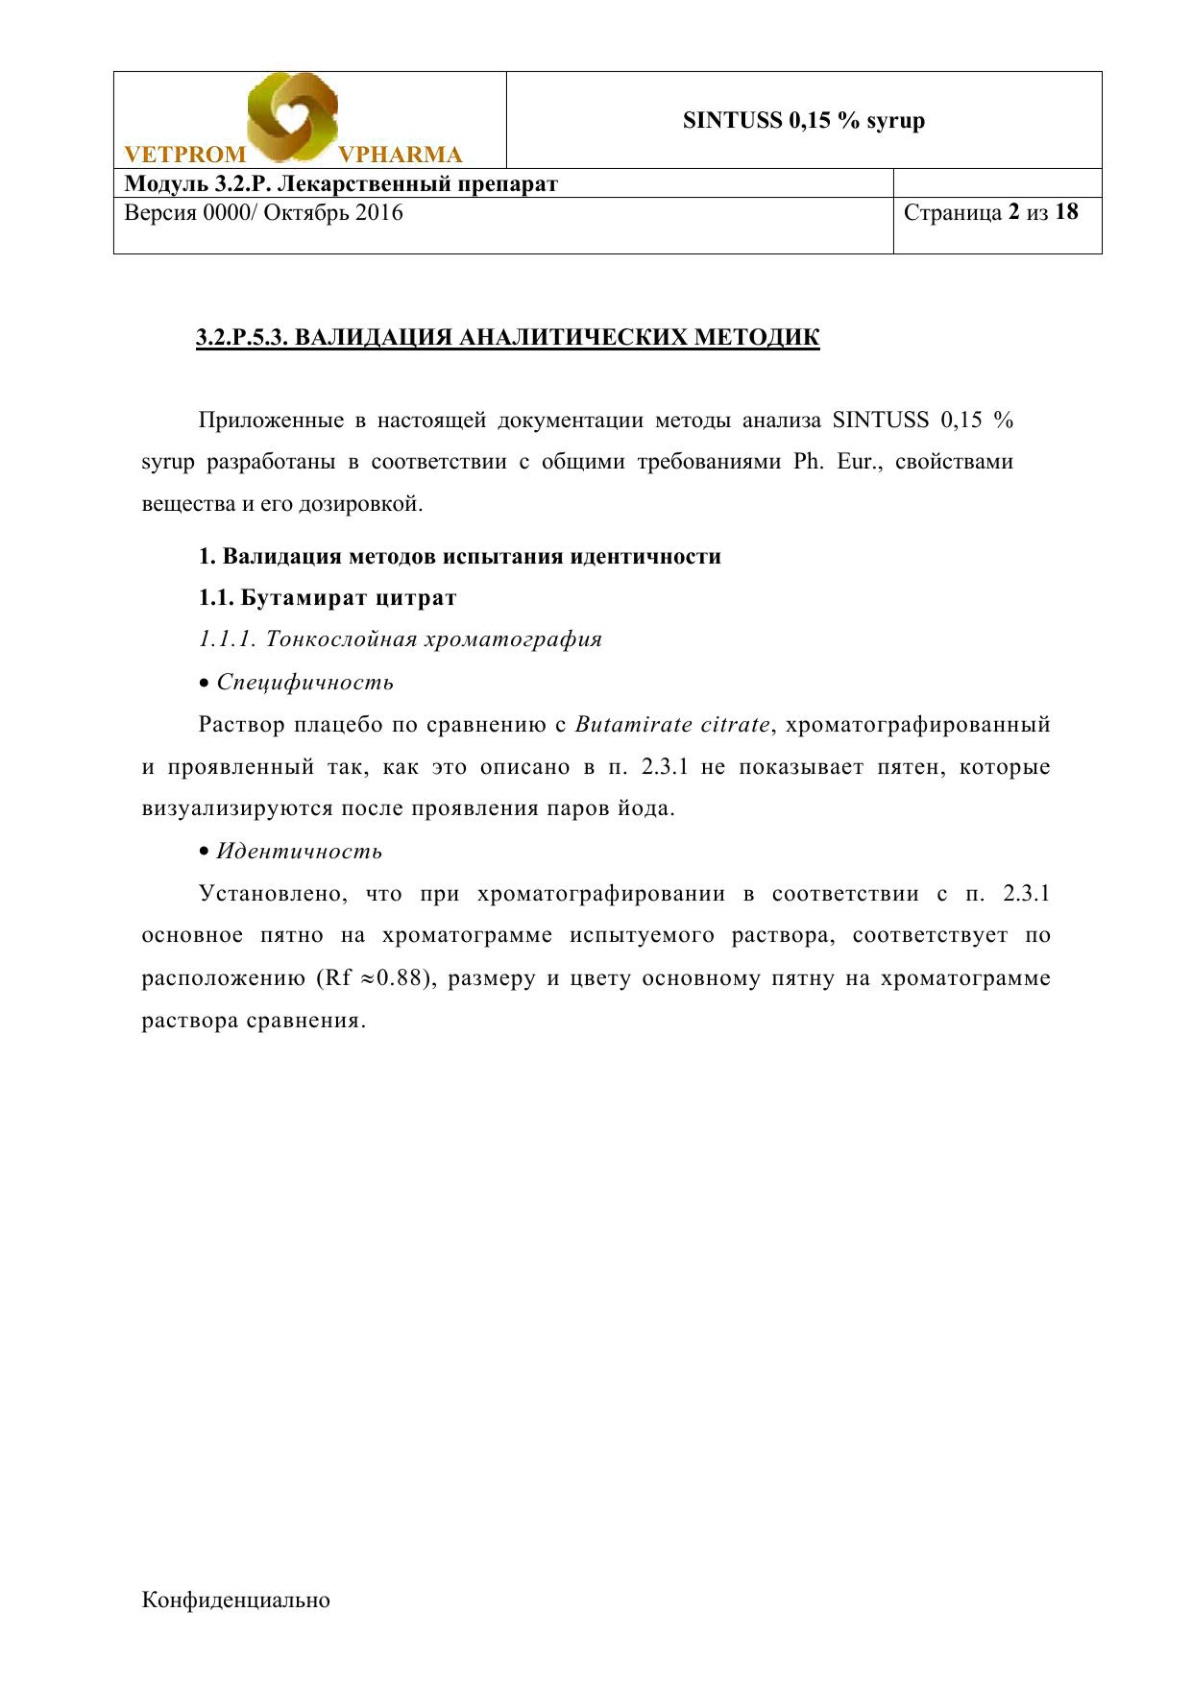 VETPROM VPHARMA
SINTUSS 0,15 % syrup
Модуль 3.2.Р. Лекарственный препарат
Версия 0000/ Октябрь 2016
Страница 2 из 18
3.2.Р.5.3. ВАЛИДАЦИЯ АНАЛИТИЧЕСКИХ МЕТОДИК
Приложенные в настоящей документации методы анализа SINTUSS 0,15 %
syrup разработаны в соответствии с общими требованиями Ph. Eur., свойствами
вещества и его дозировкой.
1. Валидация методов испытания идентичности
1.1. Бутамират цитрат
1.1.1. Тонкослойная хроматография
• Специфичность
Раствор плацебо по сравнению с Butamirate citrate, хроматографированный
и проявленный так, как это описано в п. 2.3.1 не показывает пятен, которые
визуализируются после проявления паров йода.
• Идентичность
Установлено, что при хроматографировании в соответствии с п. 2.3.1
основное пятно на хроматограмме испытуемого раствора, соответствует по
расположению (Rf ≈0.88), размеру и цвету основному пятну на хроматограмме
раствора сравнения.
Конфиденциально